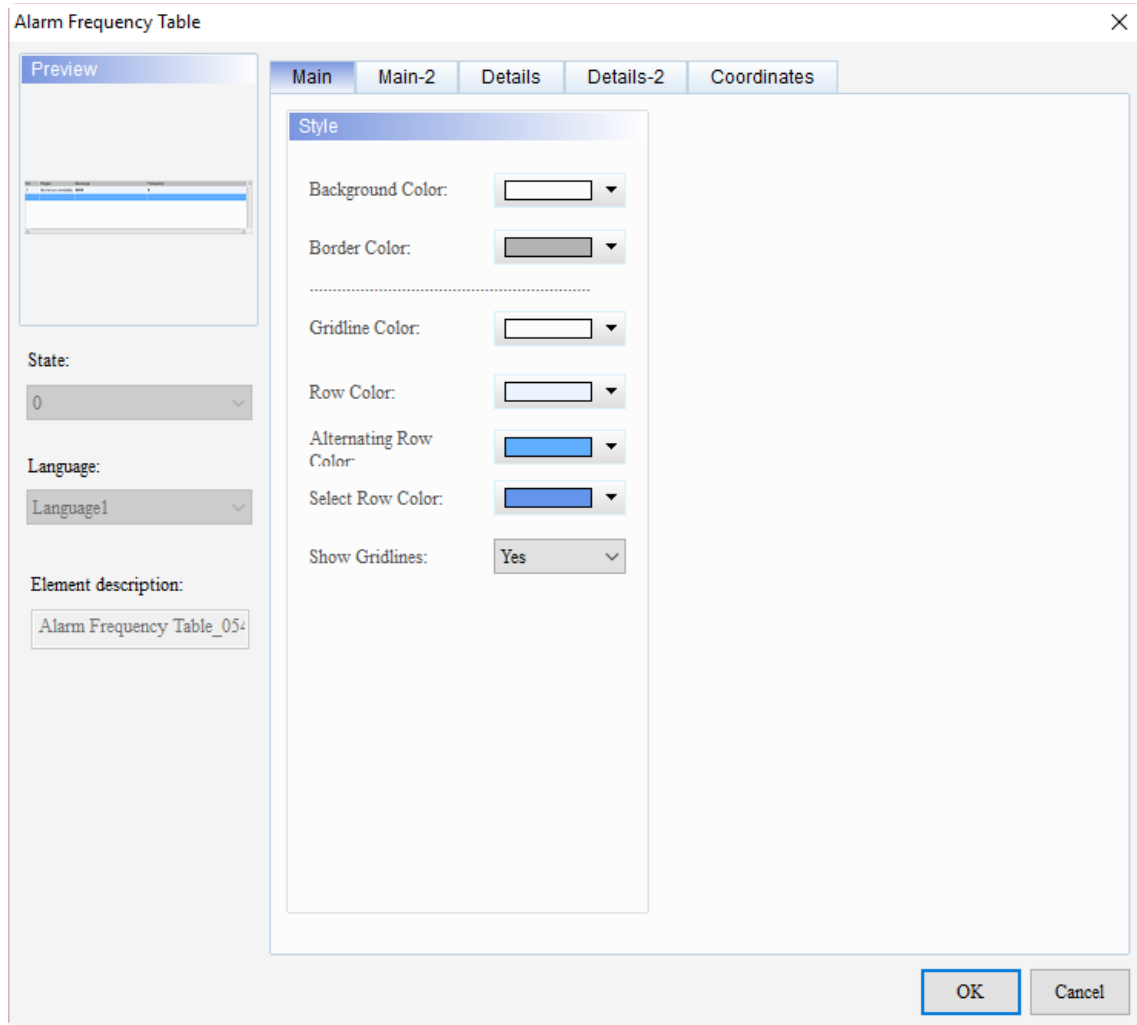 Alarm Frequency Table
Preview
Main Main-2 Details Details-2 Coordinates
Style
Background Color:
Border Color:
Gridline Color:
Row Color:
Alternating Row
Color:
Select Row Color:
Show Gridlines: Yes
State:
0
Language:
Language1
Element description:
Alarm Frequency Table_054
OK Cancel